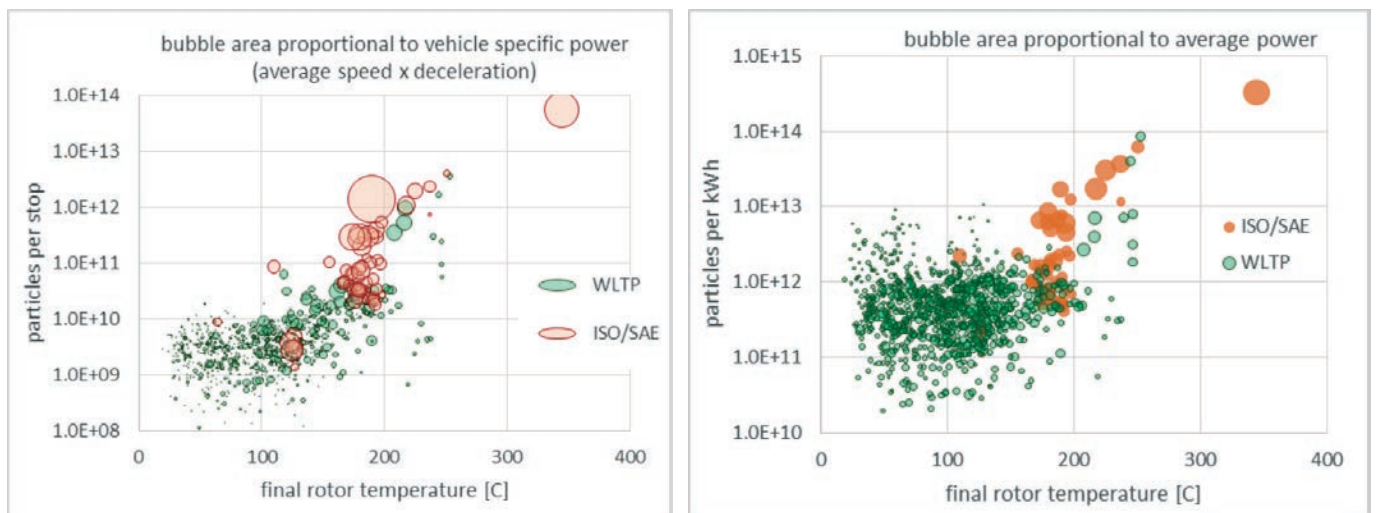 bubble area proportional to vehicle specific power
(average speed x deceleration)
1.0E+14
1.0E+13
1.0E+12
1.0E+11
1.0E+10
1.0E+09
1.0E+08
particles per stop
0
100
200
300
400
final rotor temperature [C]
WLTP
ISO/SAE
bubble area proportional to average power
1.0E+15
1.0E+14
1.0E+13
1.0E+12
1.0E+11
1.0E+10
particles per kWh
0
100
200
300
400
final rotor temperature [C]
ISO/SAE
WLTP